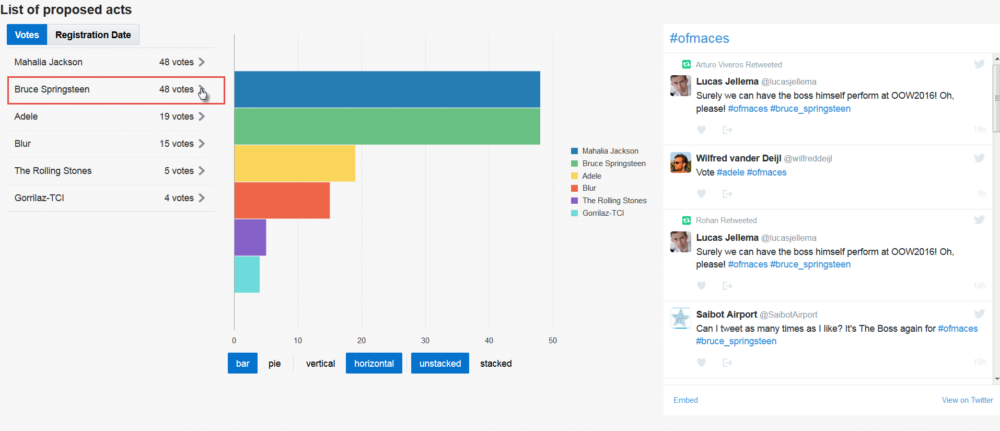 List of proposed acts
Votes Registration Date
Mahalia Jackson 48 votes
Bruce Springsteen 48 votes
Adele 19 votes
Blur 15 votes
The Rolling Stones 5 votes
Gorrilaz-TCI 4 votes
0 10 20 30 40 50
bar pie vertical horizontal unstacked stacked
Mahalia Jackson
Bruce Springsteen
Adele
Blur
The Rolling Stones
Gorrilaz-TCI
#ofmaces
Arturo Viveros Retweeted
Lucas Jellema @lucasjellema
Surely we can have the boss himself perform at OOW2016! Oh,
please! #ofmaces #bruce_springsteen
18h
Wilfred vander Deijl @wilfreddeijl
Vote #adele #ofmaces
9h
Rohan Retweeted
Lucas Jellema @lucasjellema
Surely we can have the boss himself perform at OOW2016! Oh,
please! #ofmaces #bruce_springsteen
18h
Saibot Airport @SaibotAirport
Can I tweet as many times as I like? It's The Boss again for #ofmaces
#bruce_springsteen
18h
Embed View on Twitter